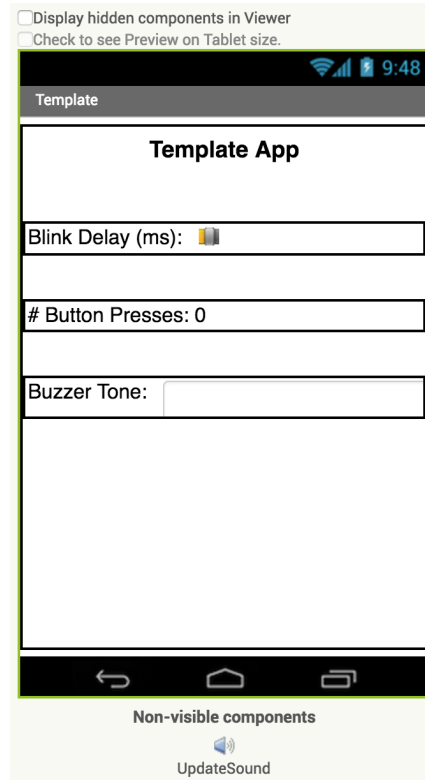 Display hidden components in Viewer
Check to see Preview on Tablet size.
9:48
Template
Template App
Blink Delay (ms):
# Button Presses: 0
Buzzer Tone:
Non-visible components
UpdateSound